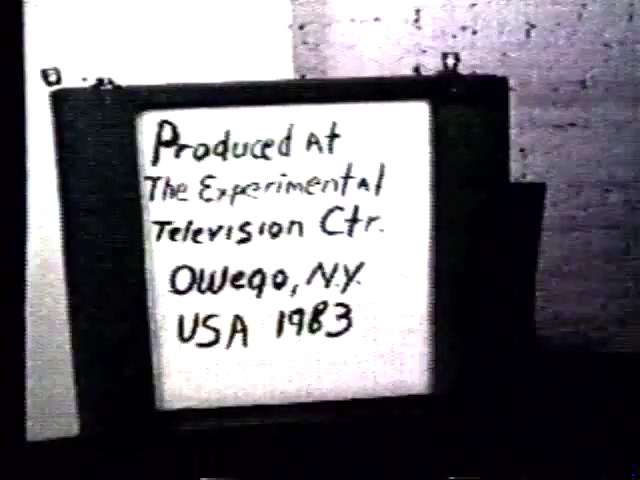 Produced At
The Experimental
Television Ctr.
Owego, N.Y.
USA 1983